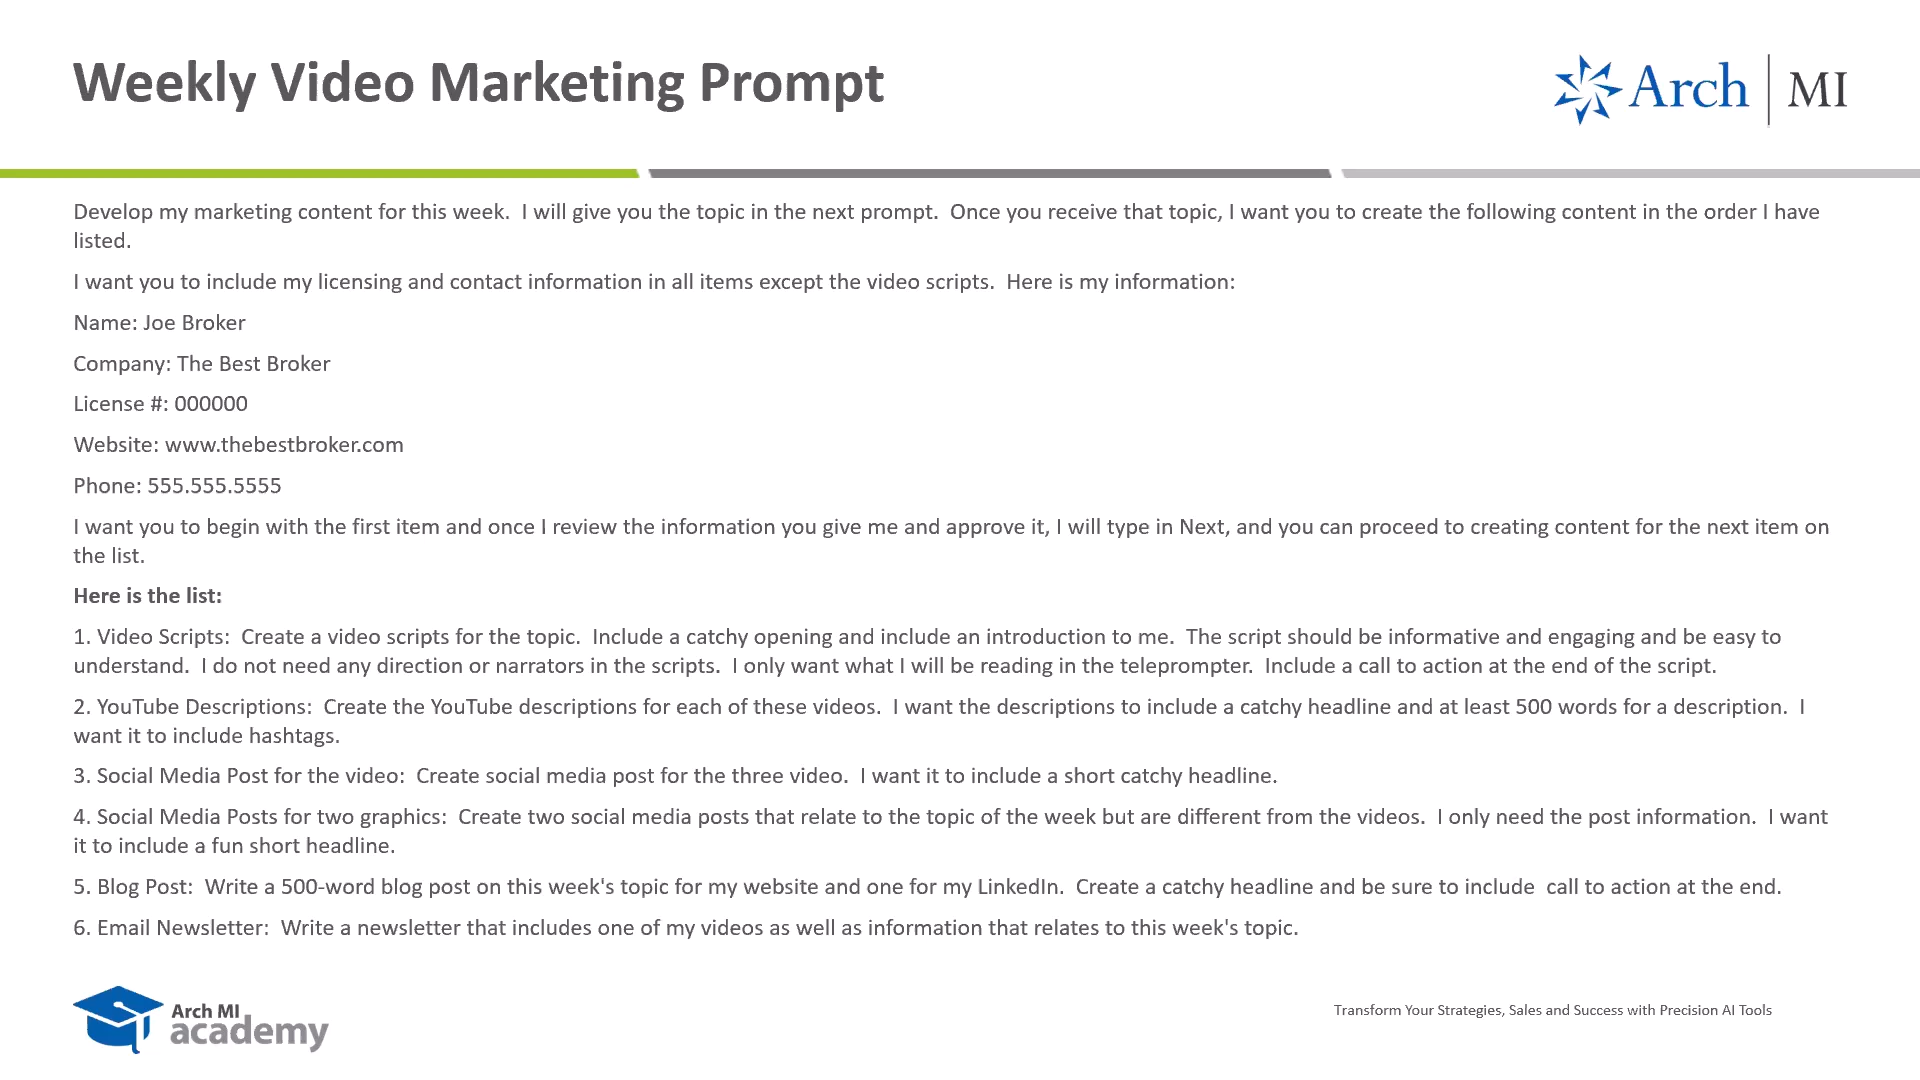 Weekly Video Marketing Prompt
Arch | MI
Develop my marketing content for this week.  I will give you the topic in the next prompt.  Once you receive that topic, I want you to create the following content in the order I have
listed.
I want you to include my licensing and contact information in all items except the video scripts.  Here is my information:
Name: Joe Broker
Company: The Best Broker
License #: 000000
Website: www.thebestbroker.com
Phone: 555.555.5555
I want you to begin with the first item and once I review the information you give me and approve it, I will type in Next, and you can proceed to creating content for the next item on
the list.
Here is the list:
1. Video Scripts:  Create a video scripts for the topic.  Include a catchy opening and include an introduction to me.  The script should be informative and engaging and be easy to
understand.  I do not need any direction or narrators in the scripts.  I only want what I will be reading in the teleprompter.  Include a call to action at the end of the script.
2. YouTube Descriptions:  Create the YouTube descriptions for each of these videos.  I want the descriptions to include a catchy headline and at least 500 words for a description.  I
want it to include hashtags.
3. Social Media Post for the video:  Create social media post for the three video.  I want it to include a short catchy headline.
4. Social Media Posts for two graphics:  Create two social media posts that relate to the topic of the week but are different from the videos.  I only need the post information.  I want
it to include a fun short headline.
5. Blog Post:  Write a 500-word blog post on this week's topic for my website and one for my LinkedIn.  Create a catchy headline and be sure to include  call to action at the end.
6. Email Newsletter:  Write a newsletter that includes one of my videos as well as information that relates to this week's topic.
Arch MI
academy
Transform Your Strategies, Sales and Success with Precision AI Tools